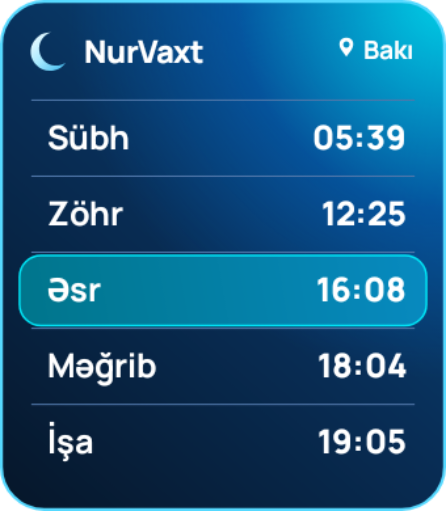 NurVaxt Bakı
Sübh 05:39
Zöhr 12:25
Əsr 16:08
Məğrib 18:04
İşa 19:05